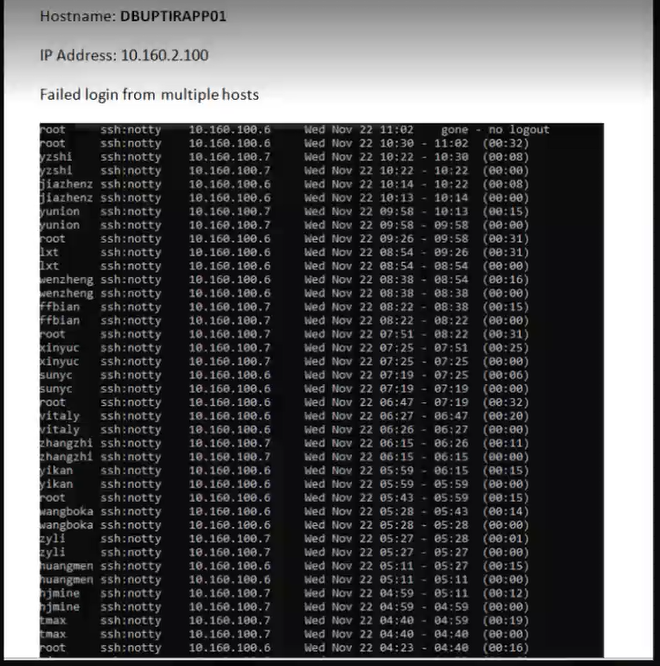 Hostname: DBUPTIRAPP01
IP Address: 10.160.2.100
Failed login from multiple hosts
root ssh:notty 10.160.100.6 Wed Nov 22 11:02 gone - no logout
root ssh:notty 10.160.100.6 Wed Nov 22 10:30 - 11:02 (00:32)
yzshi ssh:notty 10.160.100.7 Wed Nov 22 10:22 - 10:30 (00:08)
yzshi ssh:notty 10.160.100.7 Wed Nov 22 10:22 - 10:22 (00:00)
jiazhenz ssh:notty 10.160.100.6 Wed Nov 22 10:14 - 10:22 (00:08)
jiazhenz ssh:notty 10.160.100.6 Wed Nov 22 10:13 - 10:14 (00:00)
yunion ssh:notty 10.160.100.7 Wed Nov 22 09:58 - 10:13 (00:15)
yunion ssh:notty 10.160.100.7 Wed Nov 22 09:58 - 09:58 (00:00)
root ssh:notty 10.160.100.6 Wed Nov 22 09:26 - 09:58 (00:31)
lxt ssh:notty 10.160.100.6 Wed Nov 22 08:54 - 09:26 (00:31)
lxt ssh:notty 10.160.100.6 Wed Nov 22 08:54 - 08:54 (00:00)
wenzheng ssh:notty 10.160.100.6 Wed Nov 22 08:38 - 08:54 (00:16)
wenzheng ssh:notty 10.160.100.6 Wed Nov 22 08:38 - 08:38 (00:00)
ffbian ssh:notty 10.160.100.7 Wed Nov 22 08:22 - 08:38 (00:15)
ffbian ssh:notty 10.160.100.7 Wed Nov 22 08:22 - 08:22 (00:00)
root ssh:notty 10.160.100.7 Wed Nov 22 07:51 - 08:22 (00:31)
xinyuc ssh:notty 10.160.100.7 Wed Nov 22 07:25 - 07:51 (00:25)
xinyuc ssh:notty 10.160.100.7 Wed Nov 22 07:25 - 07:25 (00:00)
sunyc ssh:notty 10.160.100.7 Wed Nov 22 07:19 - 07:25 (00:06)
sunyc ssh:notty 10.160.100.7 Wed Nov 22 07:19 - 07:19 (00:00)
root ssh:notty 10.160.100.6 Wed Nov 22 06:47 - 07:19 (00:32)
vitaly ssh:notty 10.160.100.6 Wed Nov 22 06:27 - 06:47 (00:20)
vitaly ssh:notty 10.160.100.6 Wed Nov 22 06:26 - 06:27 (00:00)
zhangzhi ssh:notty 10.160.100.7 Wed Nov 22 06:15 - 06:26 (00:11)
zhangzhi ssh:notty 10.160.100.7 Wed Nov 22 06:15 - 06:15 (00:00)
yikan ssh:notty 10.160.100.6 Wed Nov 22 05:59 - 06:15 (00:15)
yikan ssh:notty 10.160.100.6 Wed Nov 22 05:59 - 05:59 (00:00)
root ssh:notty 10.160.100.6 Wed Nov 22 05:43 - 05:59 (00:15)
wangboka ssh:notty 10.160.100.6 Wed Nov 22 05:28 - 05:43 (00:14)
wangboka ssh:notty 10.160.100.6 Wed Nov 22 05:28 - 05:28 (00:00)
zyli ssh:notty 10.160.100.7 Wed Nov 22 05:27 - 05:28 (00:01)
zyli ssh:notty 10.160.100.7 Wed Nov 22 05:27 - 05:27 (00:00)
huangmen ssh:notty 10.160.100.6 Wed Nov 22 05:11 - 05:27 (00:15)
huangmen ssh:notty 10.160.100.6 Wed Nov 22 05:11 - 05:11 (00:00)
hjmine ssh:notty 10.160.100.7 Wed Nov 22 04:59 - 05:11 (00:12)
hjmine ssh:notty 10.160.100.7 Wed Nov 22 04:59 - 04:59 (00:00)
tmax ssh:notty 10.160.100.7 Wed Nov 22 04:40 - 04:59 (00:19)
tmax ssh:notty 10.160.100.7 Wed Nov 22 04:40 - 04:40 (00:00)
root ssh:notty 10.160.100.6 Wed Nov 22 04:23 - 04:40 (00:16)